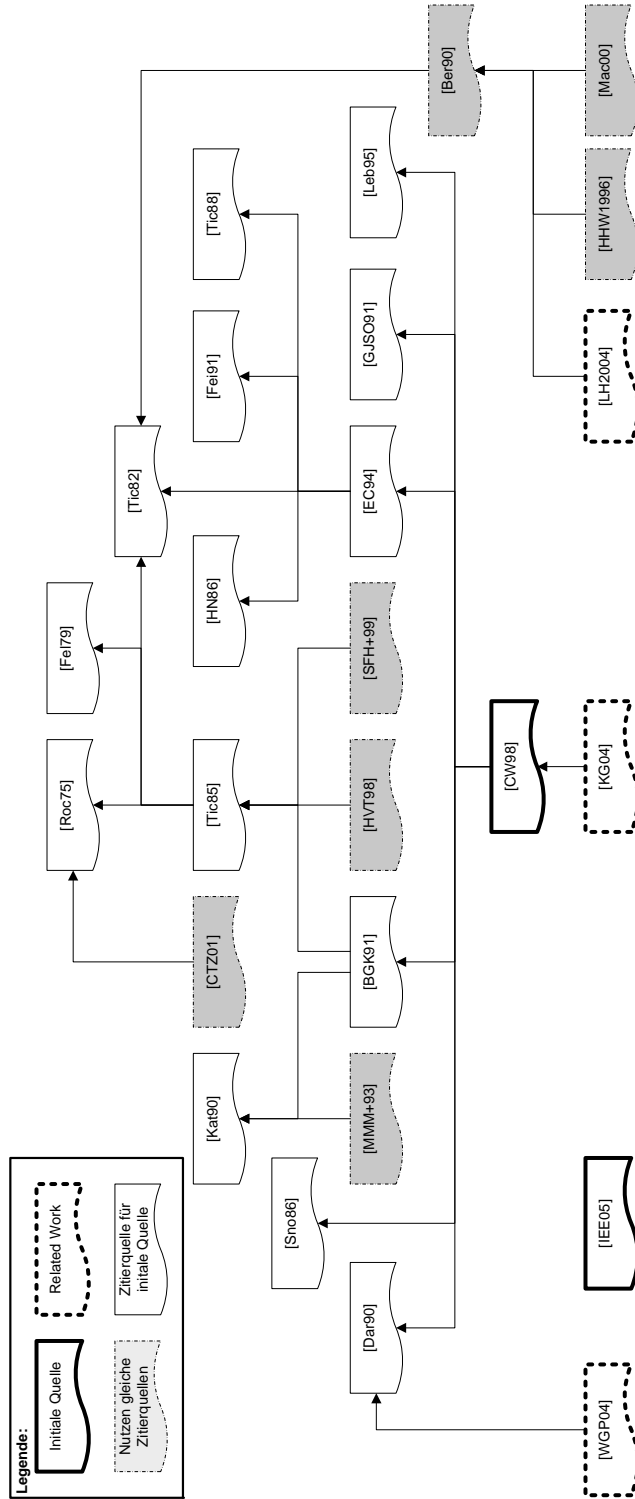 Legende:
Initiale Quelle
Related Work
Nutzen gleiche
Zitierquellen
Zitierquelle für
initale Quelle
[Roc75]
[Fel79]
[Tic82]
[Kat90]
[CTZ01]
[Tic85]
[HN86]
[Fei91]
[Tic88]
[Sno86]
[Dar90]
[MMM+93]
[BGK91]
[HVT98]
[SFH+99]
[EC94]
[GJSO91]
[Leb95]
[Ber90]
[CW98]
[WGP04]
[IEE05]
[KG04]
[LH2004]
[HHW1996]
[Mac00]